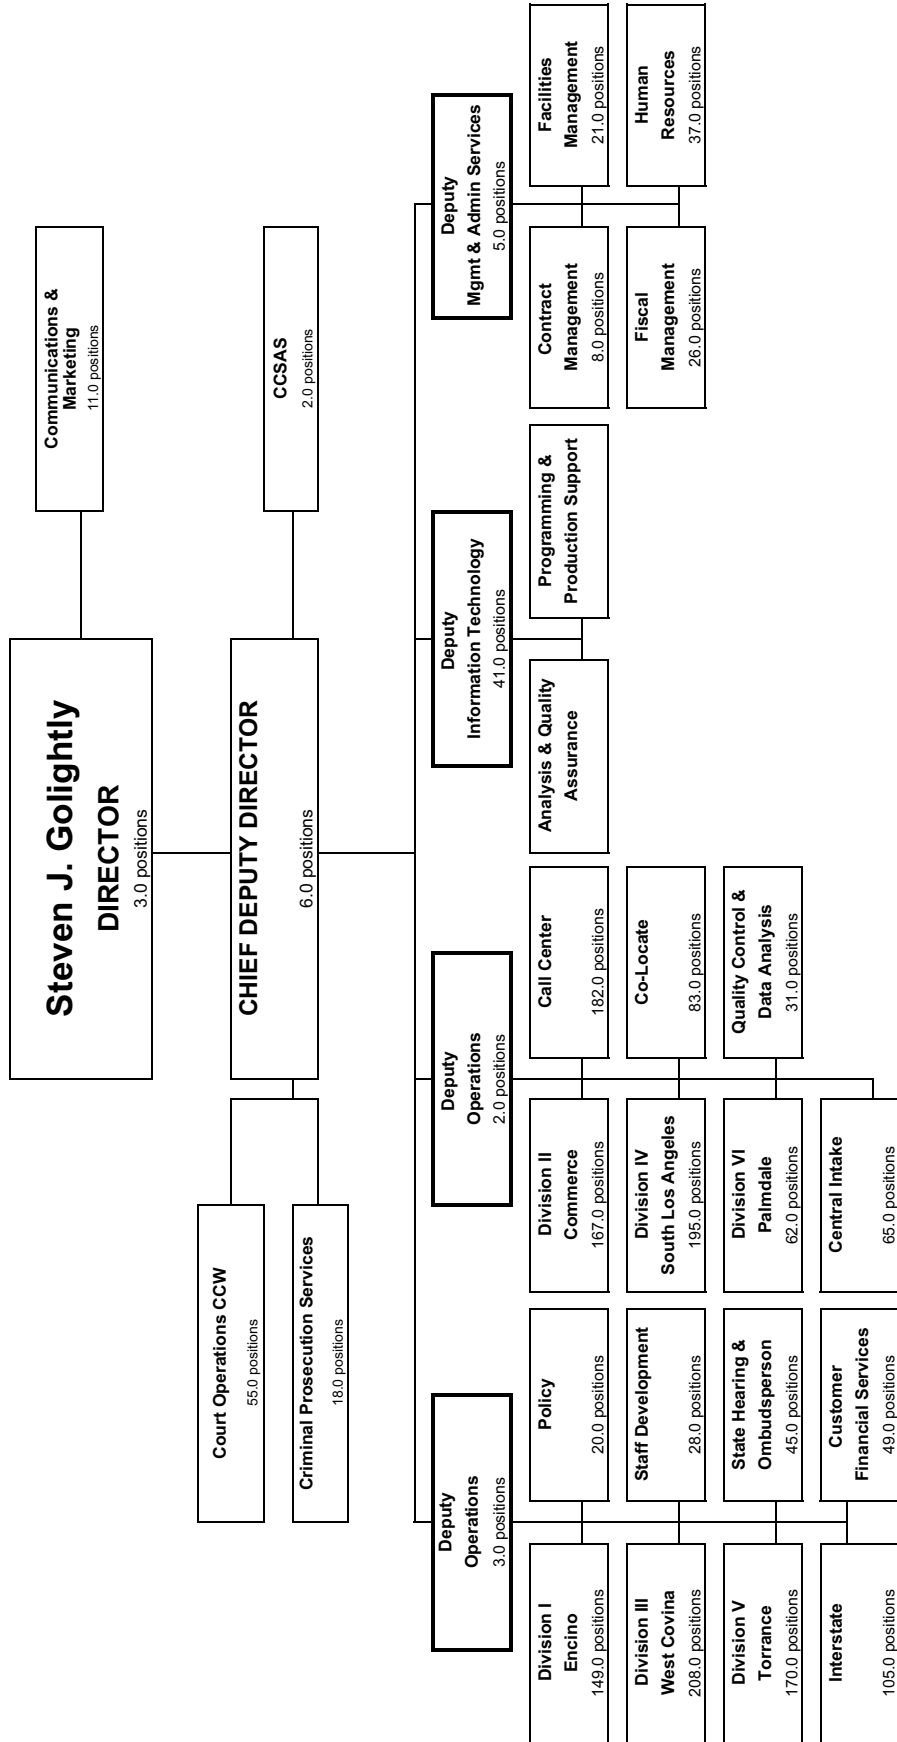 Steven J. Golightly
DIRECTOR
3.0 positions
Communications &
Marketing
11.0 positions
CHIEF DEPUTY DIRECTOR
6.0 positions
Court Operations CCW
55.0 positions
Criminal Prosecution Services
18.0 positions
CCSAS
2.0 positions
Deputy
Operations
3.0 positions
Division I
Encino
149.0 positions
Policy
20.0 positions
Division III
West Covina
208.0 positions
Staff Development
28.0 positions
Division V
Torrance
170.0 positions
State Hearing &
Ombudsperson
45.0 positions
Interstate
105.0 positions
Customer
Financial Services
49.0 positions
Deputy
Operations
2.0 positions
Division II
Commerce
167.0 positions
Call Center
182.0 positions
Division IV
South Los Angeles
195.0 positions
Co-Locate
83.0 positions
Division VI
Palmdale
62.0 positions
Quality Control &
Data Analysis
31.0 positions
Central Intake
65.0 positions
Deputy
Information Technology
41.0 positions
Analysis & Quality
Assurance
Programming &
Production Support
Deputy
Mgmt & Admin Services
5.0 positions
Contract
Management
8.0 positions
Facilities
Management
21.0 positions
Fiscal
Management
26.0 positions
Human
Resources
37.0 positions